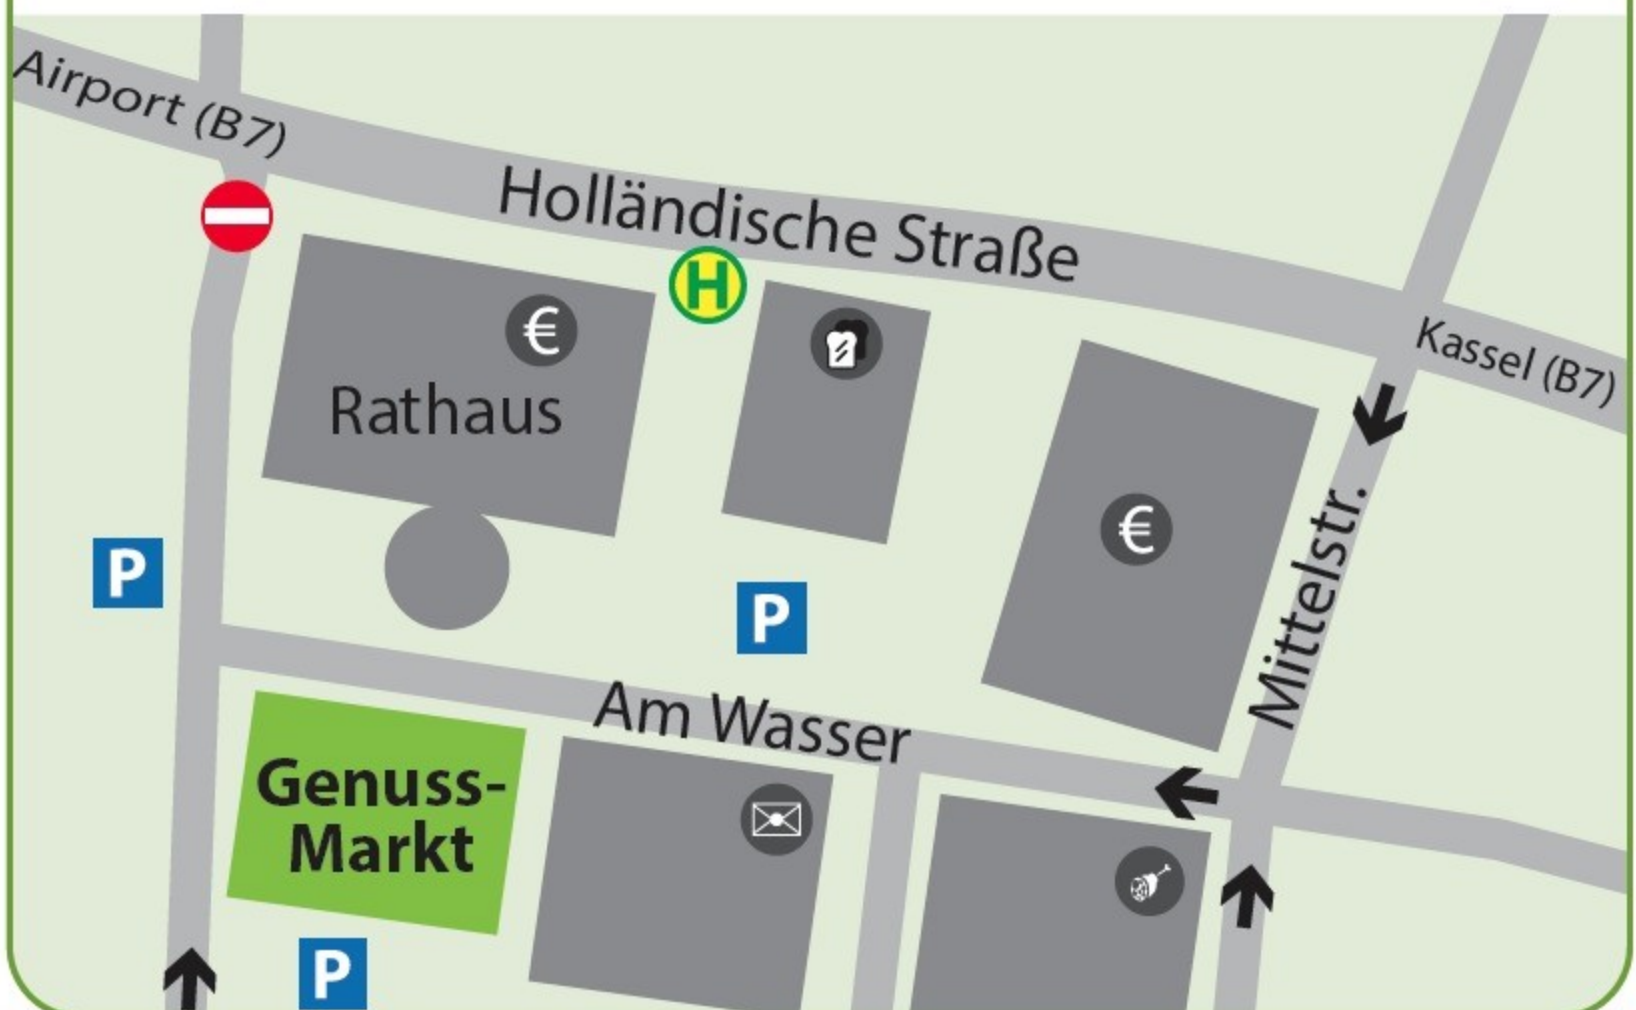 Airport (B7)
Holländische Straße
H
Kassel (B7)
€
Rathaus
€
Mittelstr.
P
P
Am Wasser
Genuss-
Markt
P